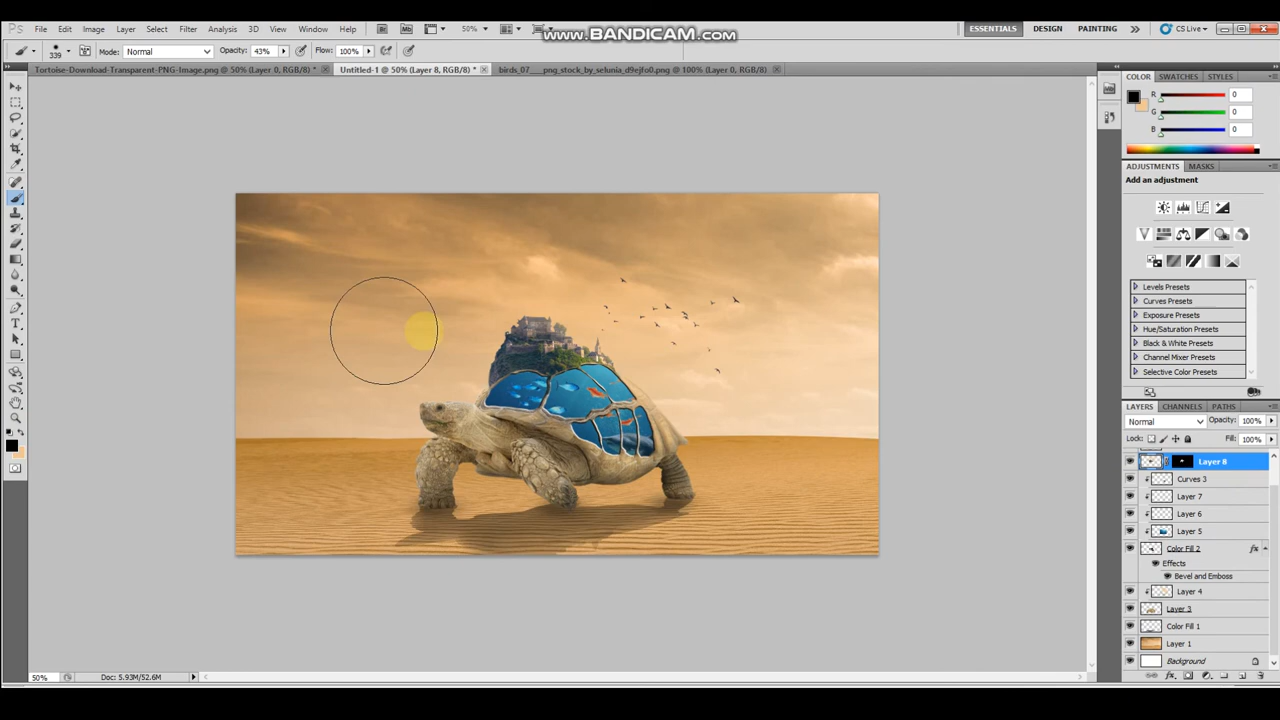 Ps File Edit Image Layer Select Filter Analysis 3D View Window Help Br Mb 50% www.BANDICAM.com ESSENTIALS DESIGN PAINTING CS Live
339 Mode: Normal Opacity: 43% Flow: 100%
Tortoise-Download-Transparent-PNG-Image.png @ 50% (Layer 0, RGB/8) * Untitled-1 @ 50% (Layer 8, RGB/8) * birds_07___png_stock_by_selunia_d9ejfo0.png @ 100% (Layer 0, RGB/8)
COLOR SWATCHES STYLES
R 0
G 0
B 0
ADJUSTMENTS MASKS
Add an adjustment
Levels Presets
Curves Presets
Exposure Presets
Hue/Saturation Presets
Black & White Presets
Channel Mixer Presets
Selective Color Presets
LAYERS CHANNELS PATHS
Normal Opacity: 100%
Lock: Fill: 100%
Layer 8
Curves 3
Layer 7
Layer 6
Layer 5
Color Fill 2 fx
Effects
Bevel and Emboss
Layer 4
Layer 3
Color Fill 1
Layer 1
Background
50% Doc: 5.93M/52.6M